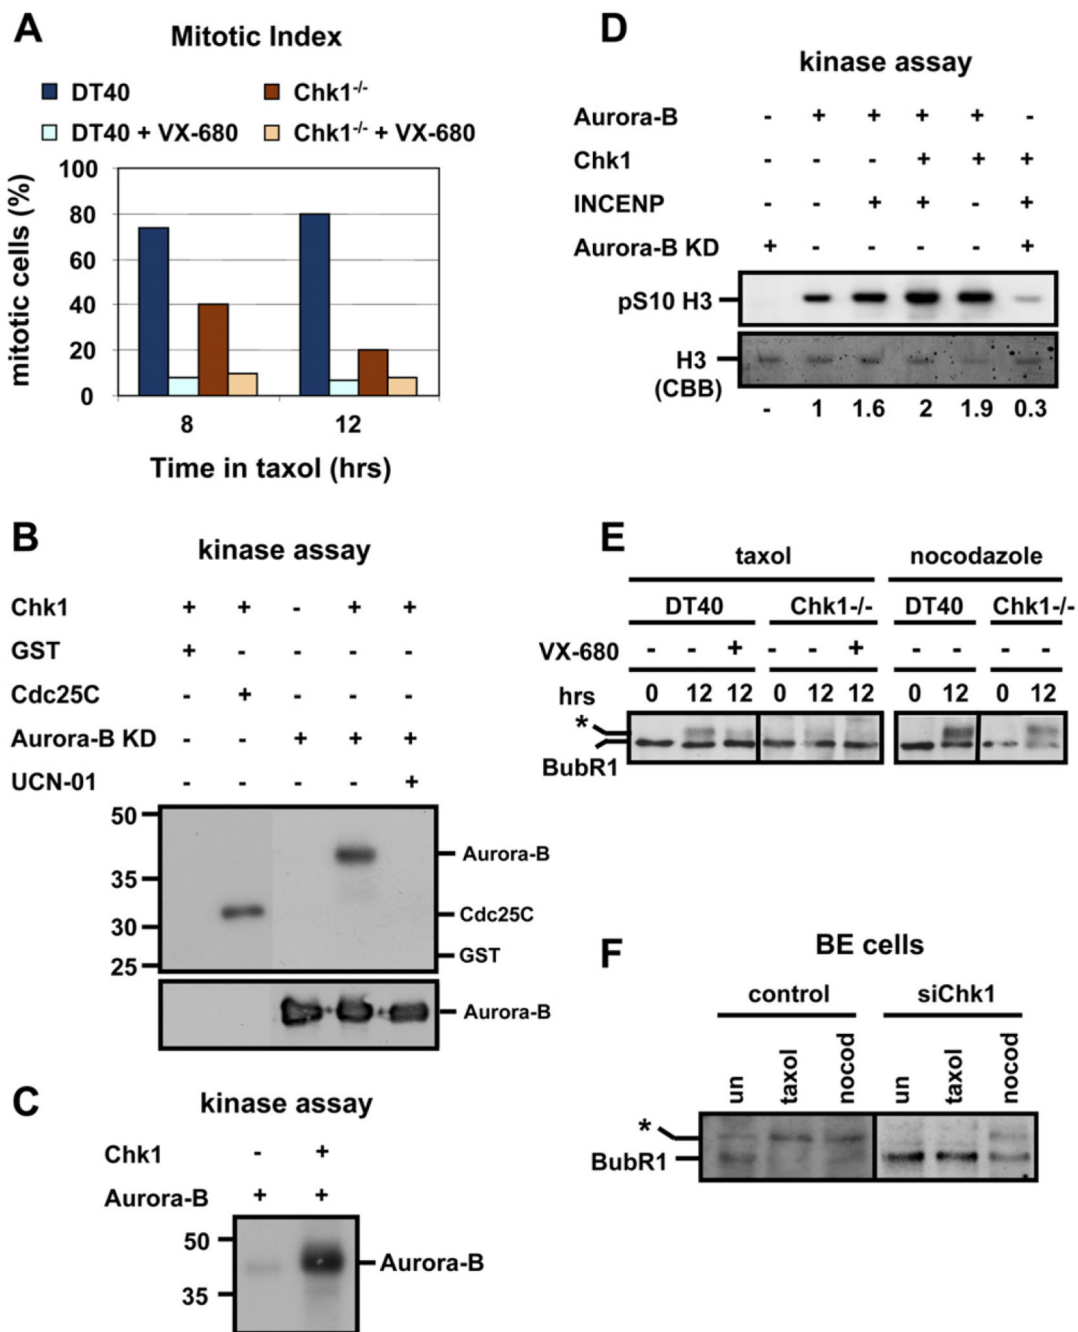 A
Mitotic Index
DT40 Chk1-/-
DT40 + VX-680 Chk1-/- + VX-680
mitotic cells (%)
100
80
60
40
20
0
8 12
Time in taxol (hrs)
B
kinase assay
Chk1 + + - + +
GST + - - - -
Cdc25C - + - - -
Aurora-B KD - - + + +
UCN-01 - - - - +
50
35
30
25
Aurora-B
Cdc25C
GST
Aurora-B
C
kinase assay
Chk1 - +
Aurora-B + +
50
35
Aurora-B
D
kinase assay
Aurora-B - + + + + -
Chk1 - - - + + +
INCENP - - + + - +
Aurora-B KD + - - - - +
pS10 H3
H3
(CBB)
- 1 1.6 2 1.9 0.3
E
taxol nocodazole
DT40 Chk1-/- DT40 Chk1-/-
VX-680 - - + - - + - - - -
hrs 0 12 12 0 12 12 0 12 0 12
*
BubR1
F
BE cells
control siChk1
un taxol nocod un taxol nocod
*
BubR1